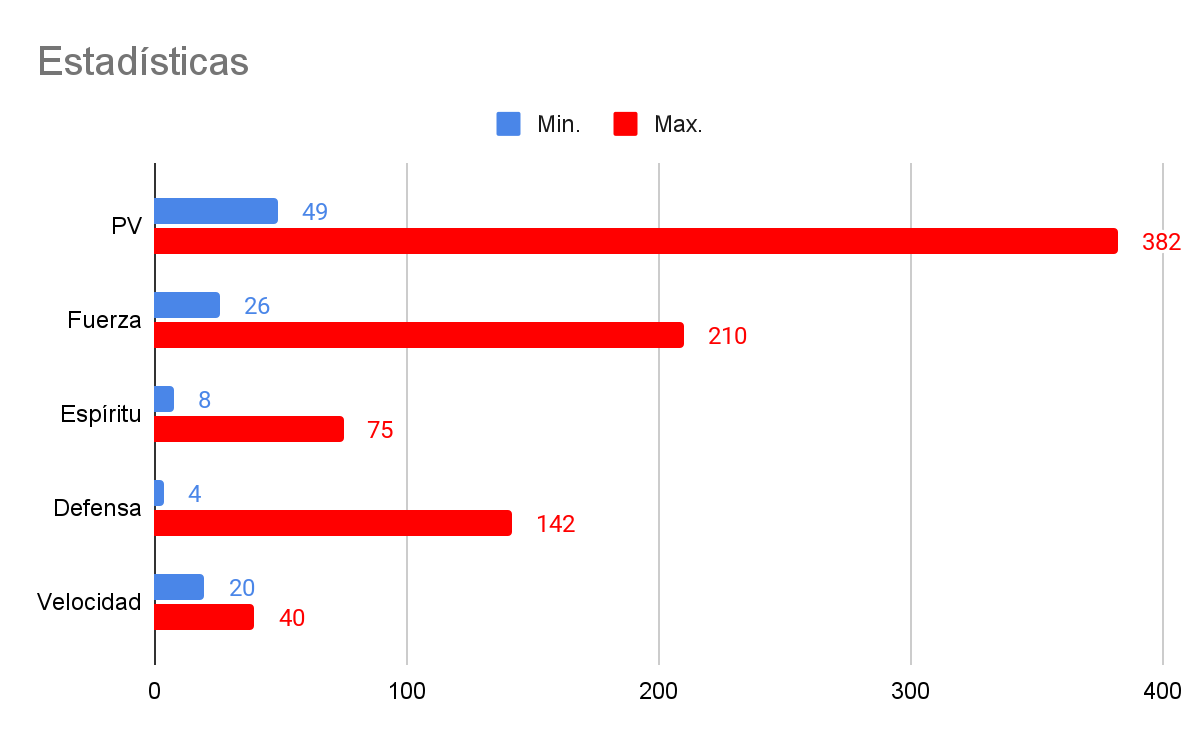 Estadísticas
Min. Max.
PV 49
382
Fuerza 26
210
Espíritu 8
75
Defensa 4
142
Velocidad 20
40
0 100 200 300 400